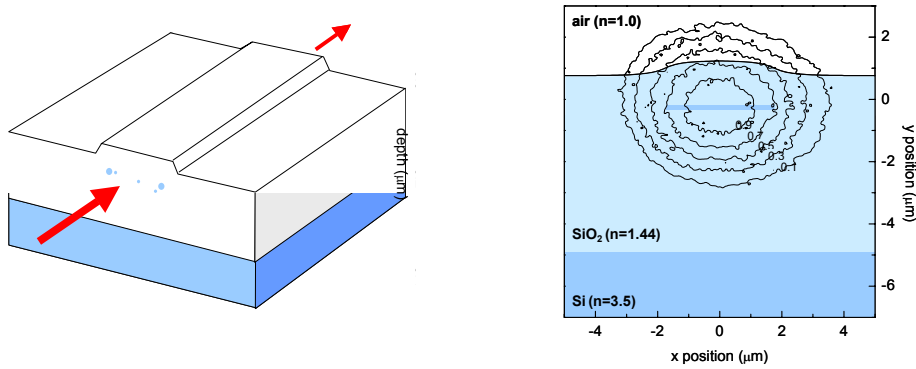 depth (μm)
air (n=1.0)
0.9
0.7
0.5
0.3
0.1
SiO₂ (n=1.44)
Si (n=3.5)
2
0
-2
-4
-6
y position (μm)
-4 -2 0 2 4
x position (μm)